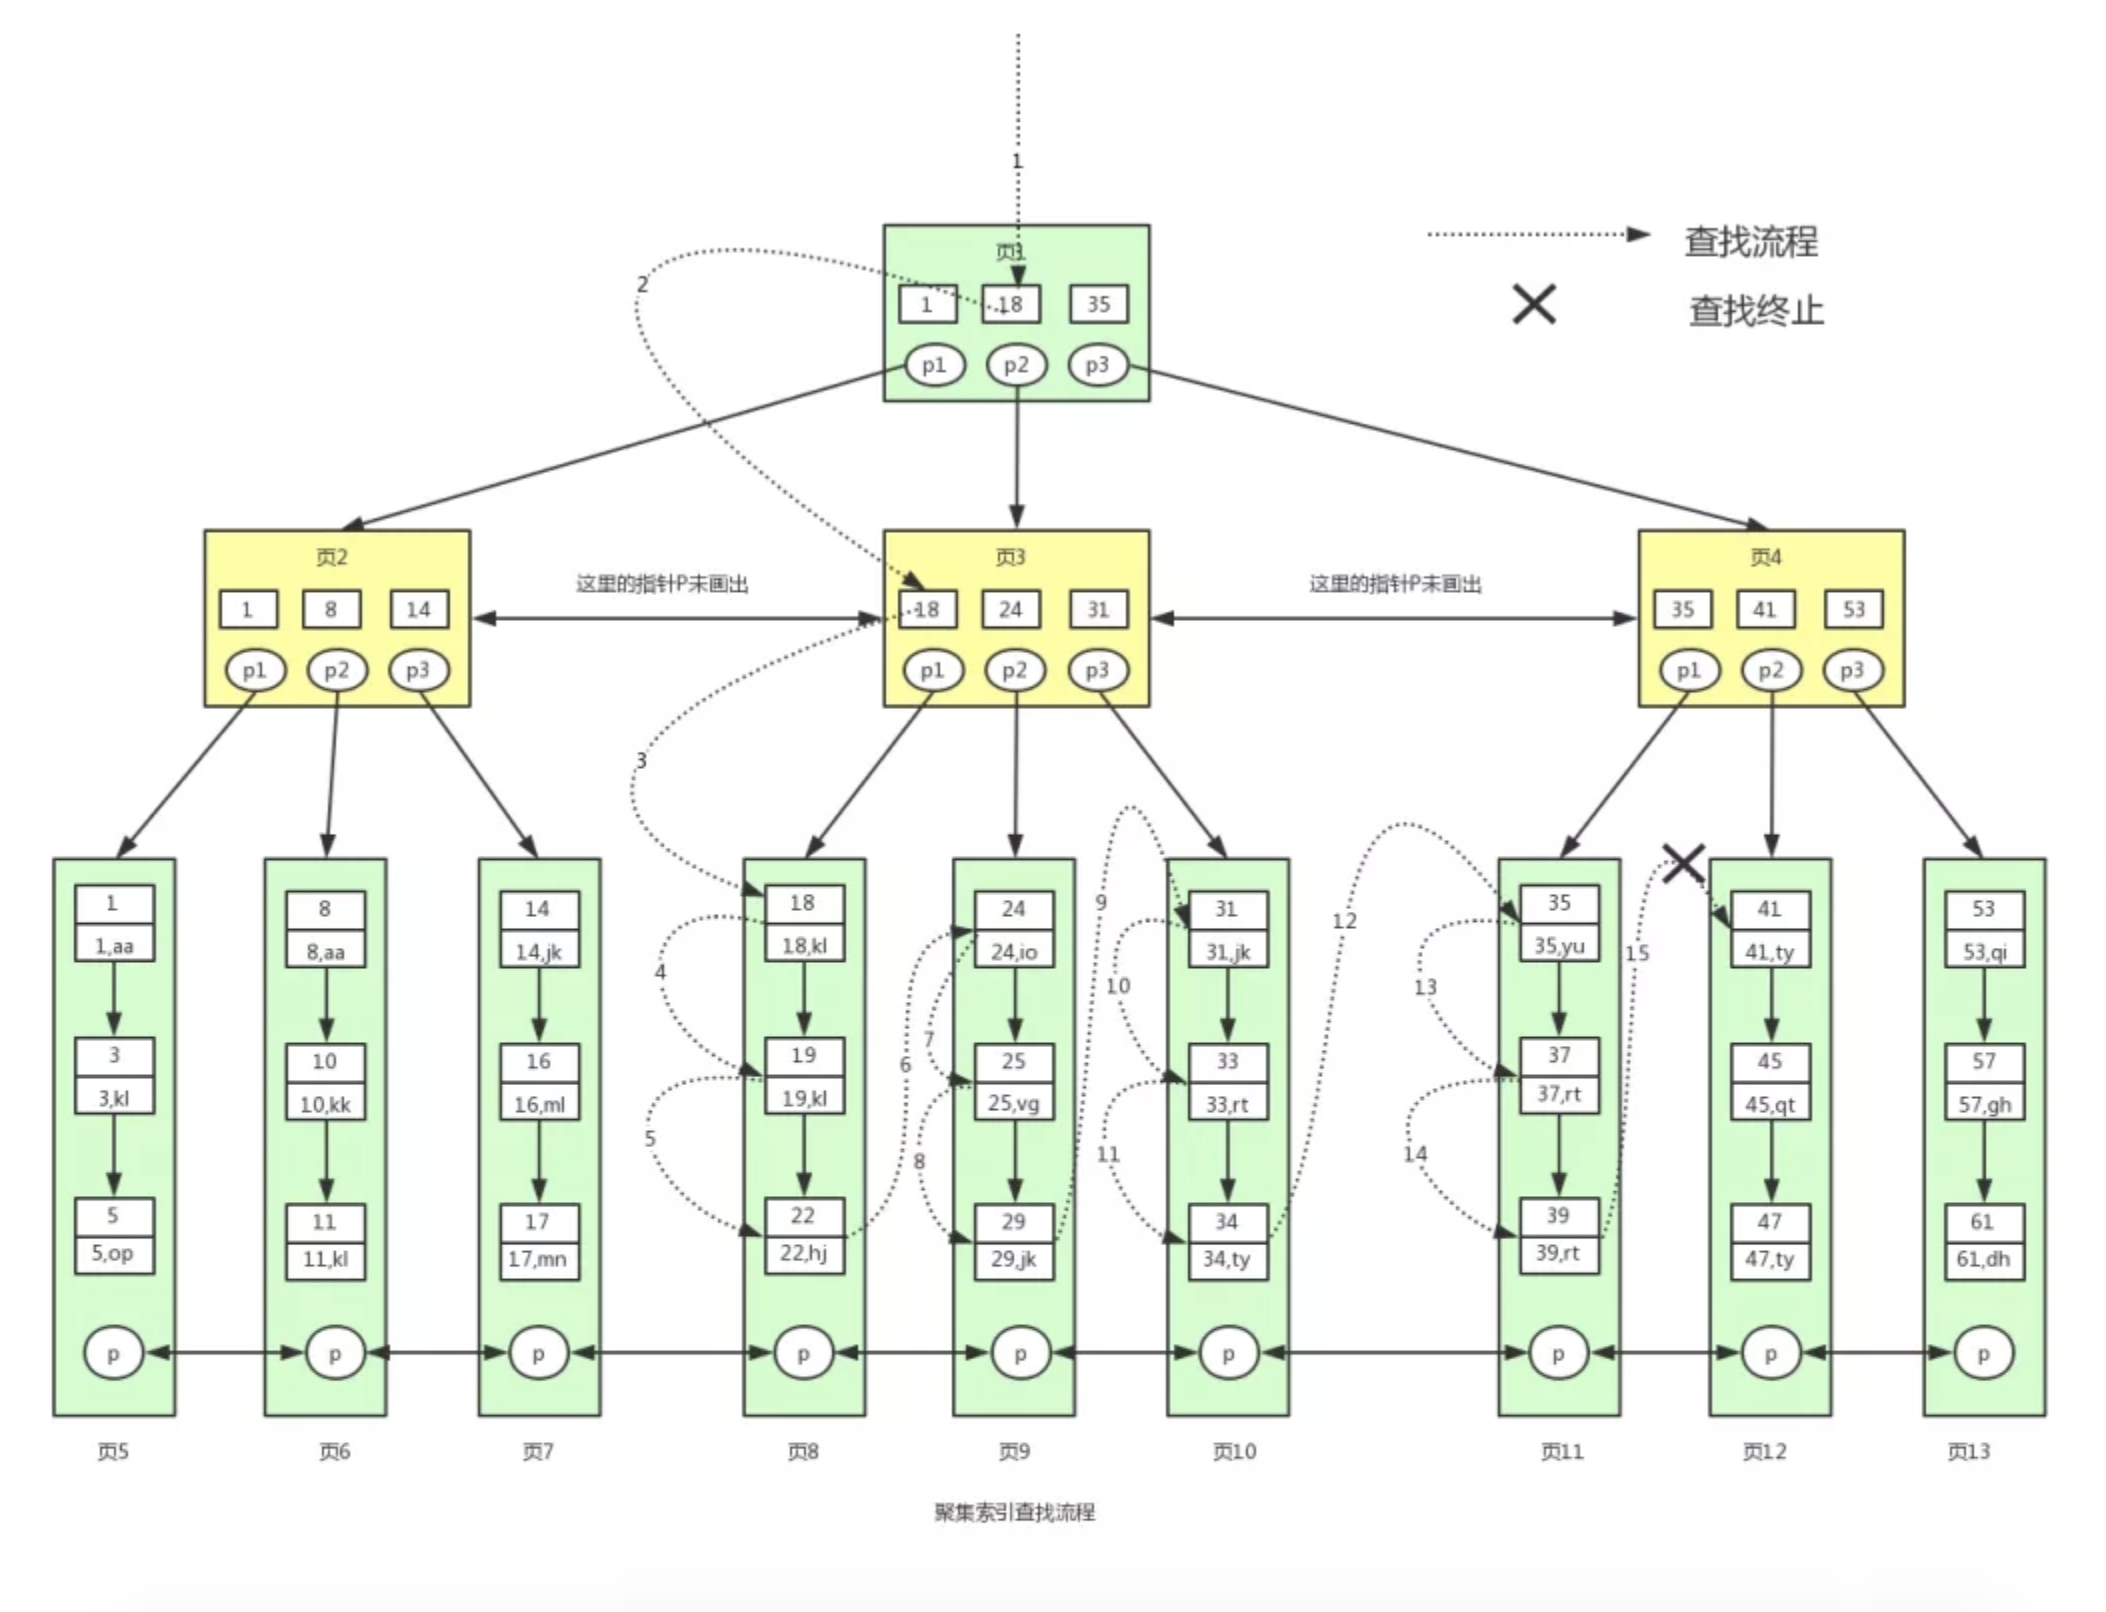 1
页1
1 18 35
p1 p2 p3
查找流程
查找终止
2
页2
1 8 14
p1 p2 p3
这里的指针P未画出
页3
18 24 31
p1 p2 p3
这里的指针P未画出
页4
35 41 53
p1 p2 p3
3
1
1,aa
3
3,kl
5
5,op
p
页5
8
8,aa
10
10,kk
11
11,kl
p
页6
14
14,jk
16
16,ml
17
17,mn
p
页7
4
5
18
18,kl
19
19,kl
22
22,hj
p
页8
6
7
8
24
24,io
25
25,vg
29
29,jk
p
页9
9
10
11
31
31,jk
33
33,rt
34
34,ty
p
页10
12
13
14
35
35,yu
37
37,rt
39
39,rt
p
页11
15
41
41,ty
45
45,qt
47
47,ty
p
页12
53
53,qi
57
57,gh
61
61,dh
p
页13
聚集索引查找流程